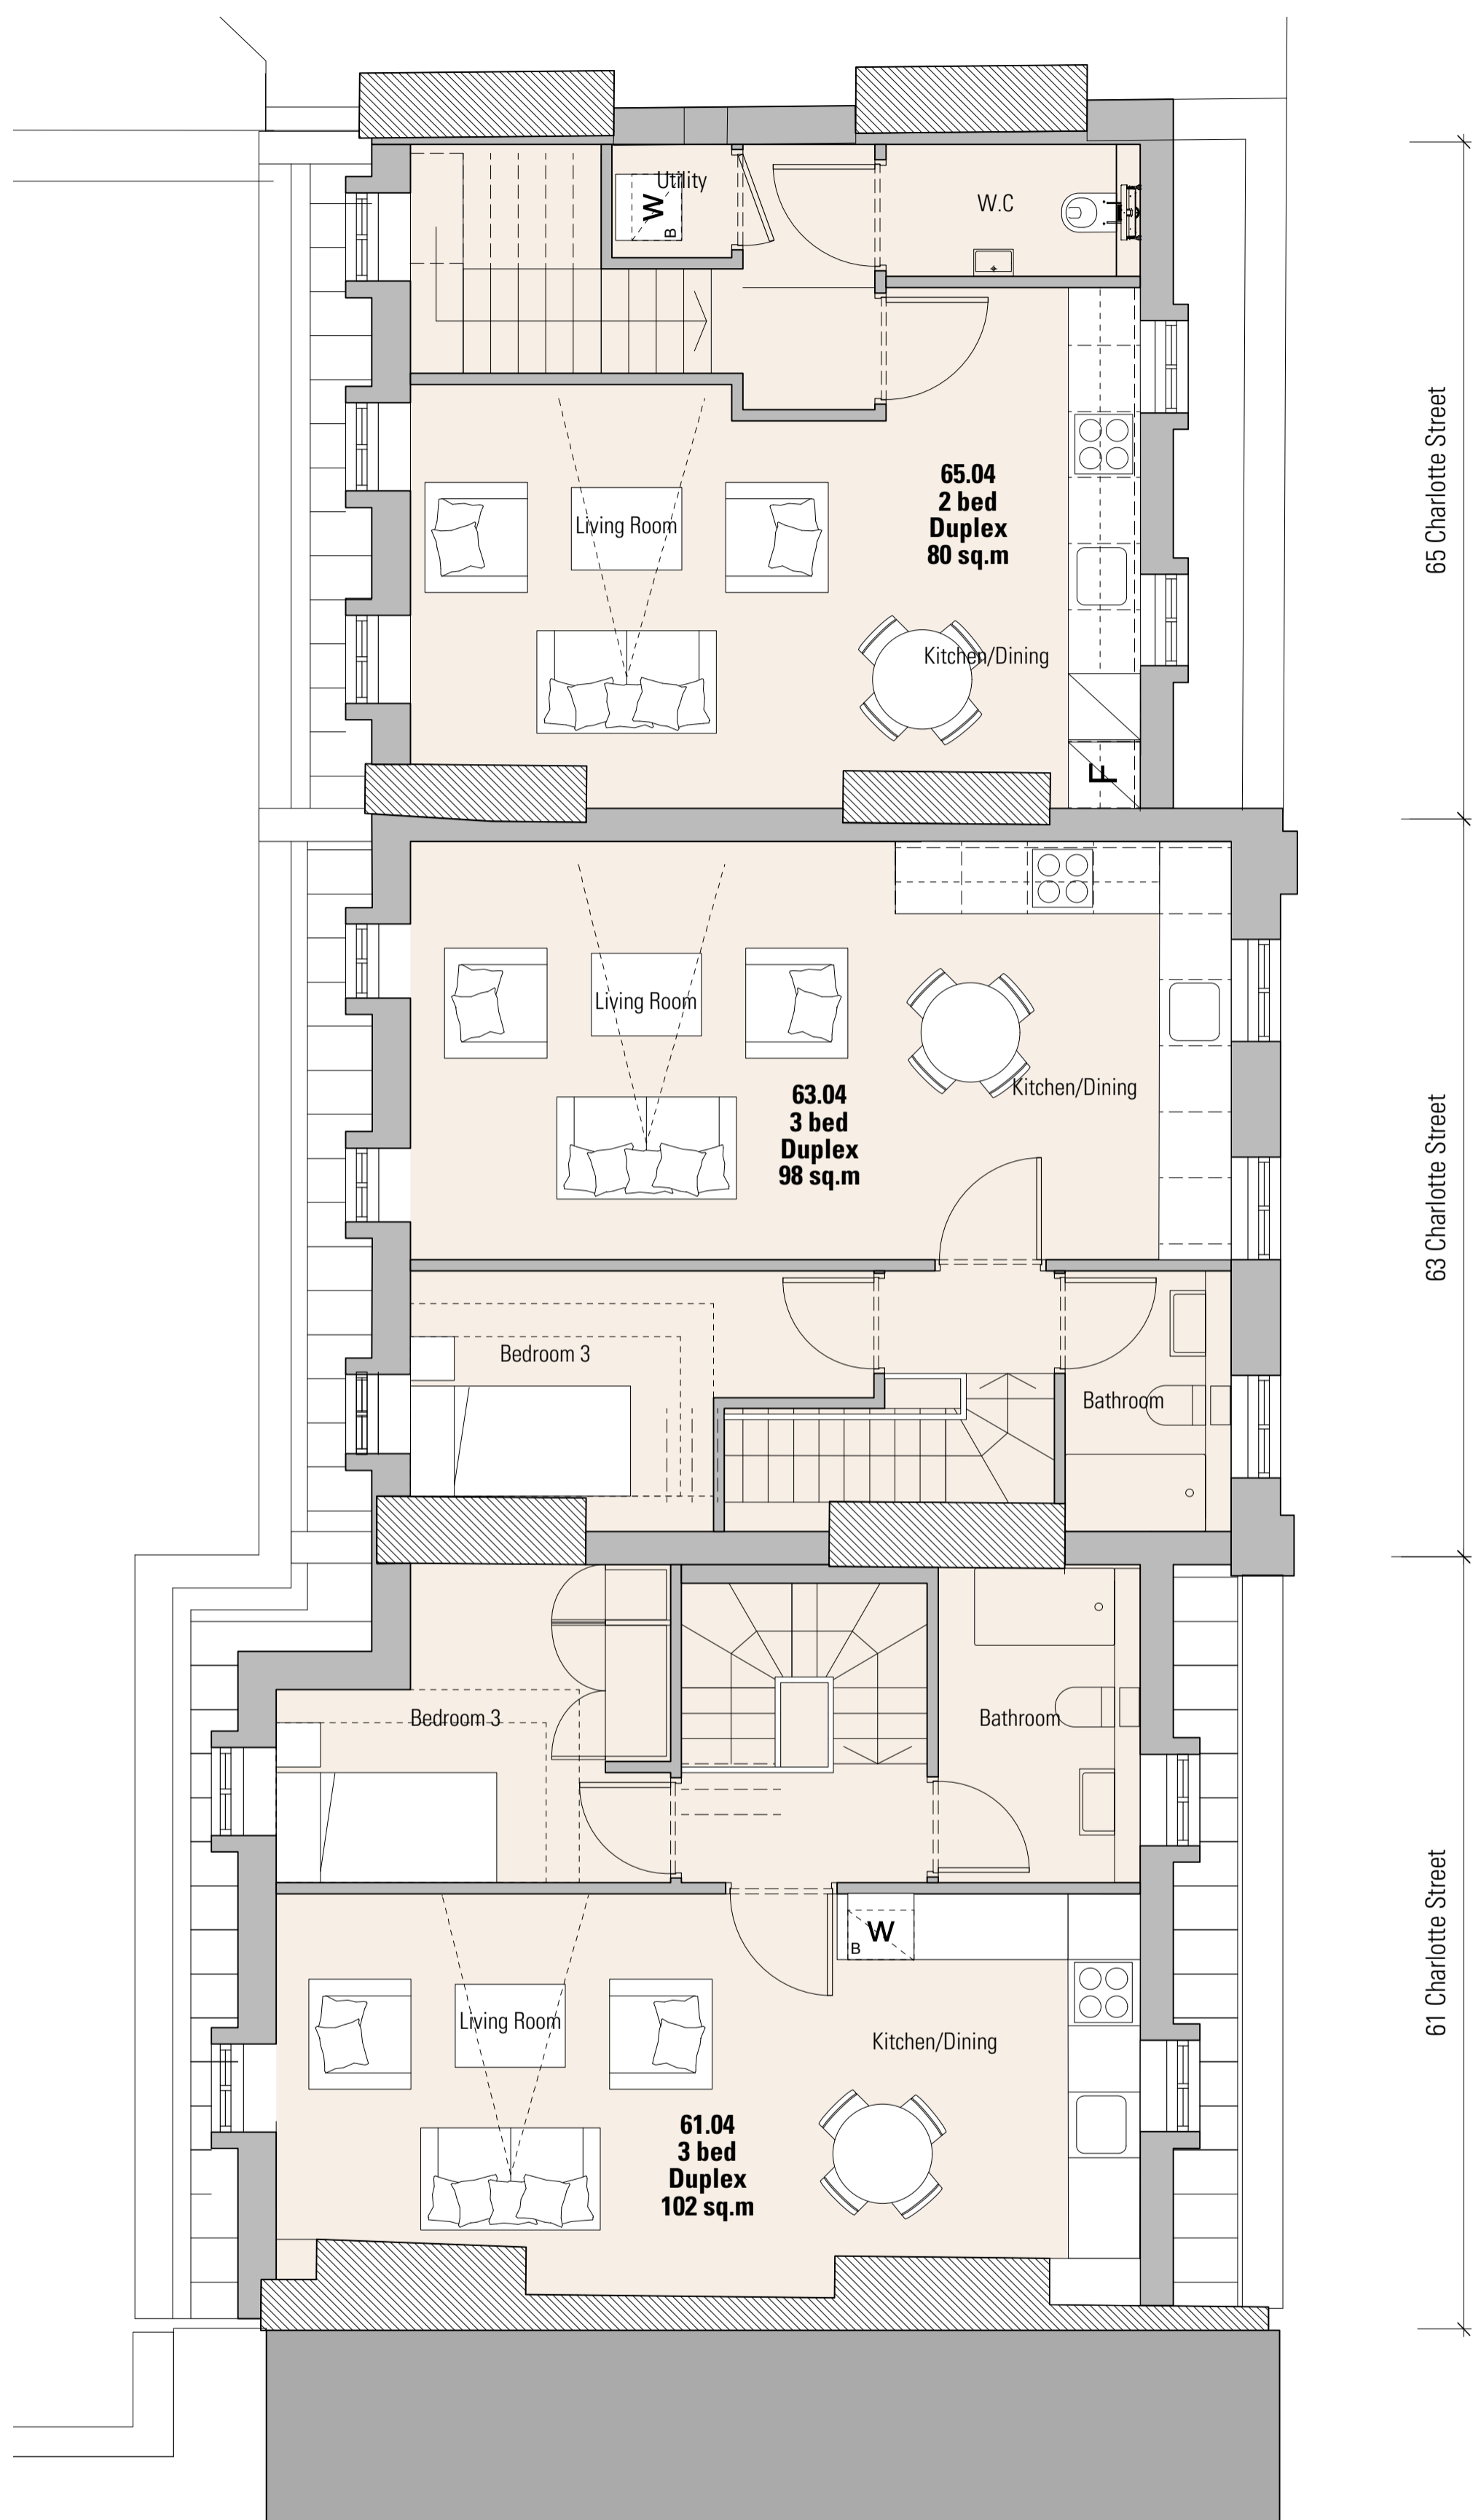 Utility
W
B
W.C
65.04
2 bed
Duplex
80 sq.m
Living Room
Kitchen/Dining
F
65 Charlotte Street
Living Room
63.04
3 bed
Duplex
98 sq.m
Kitchen/Dining
Bedroom 3
Bathroom
63 Charlotte Street
Bedroom 3
Bathroom
W
B
Living Room
Kitchen/Dining
61.04
3 bed
Duplex
102 sq.m
61 Charlotte Street